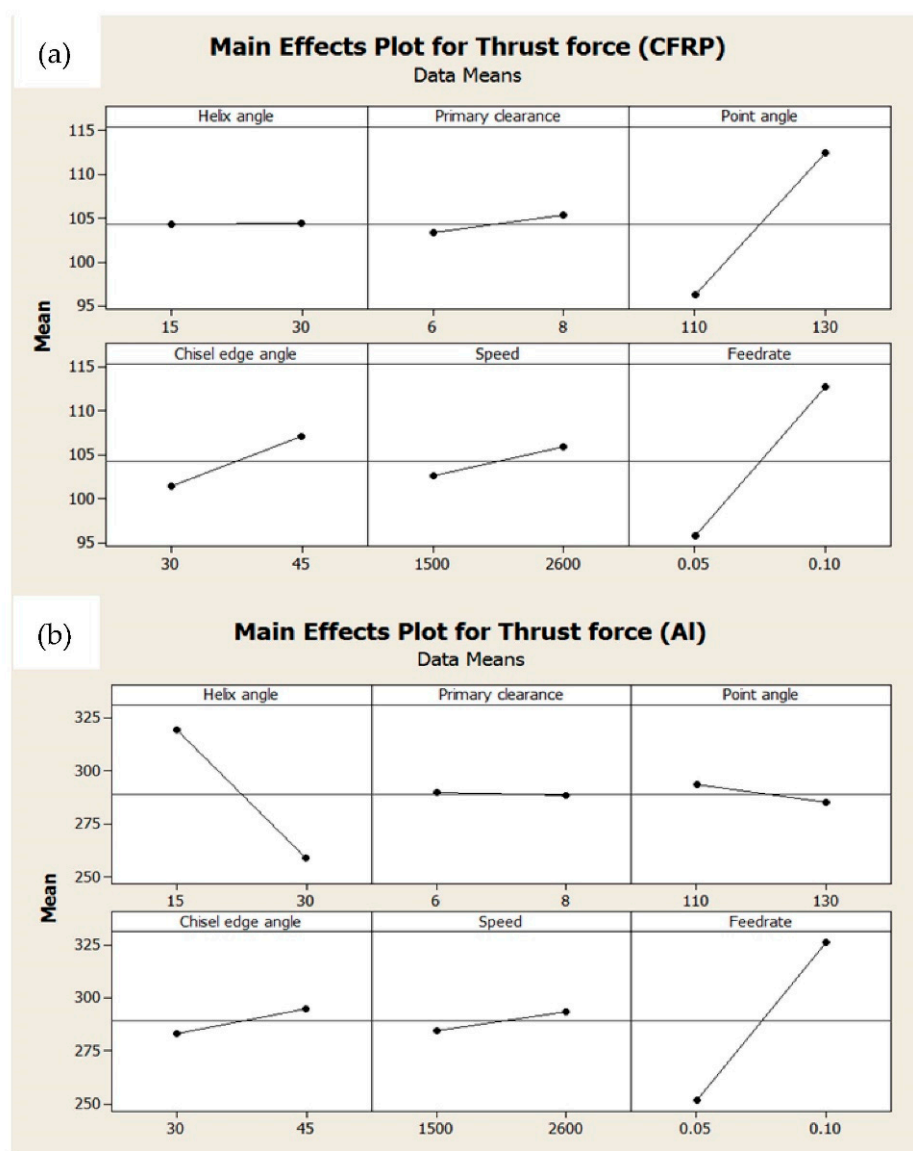 (a)
Main Effects Plot for Thrust force (CFRP)
Data Means
Helix angle Primary clearance Point angle
115
110
105
100
95
15 30 6 8 110 130
Mean
Chisel edge angle Speed Feedrate
115
110
105
100
95
30 45 1500 2600 0.05 0.10
(b)
Main Effects Plot for Thrust force (Al)
Data Means
Helix angle Primary clearance Point angle
325
300
275
250
15 30 6 8 110 130
Mean
Chisel edge angle Speed Feedrate
325
300
275
250
30 45 1500 2600 0.05 0.10